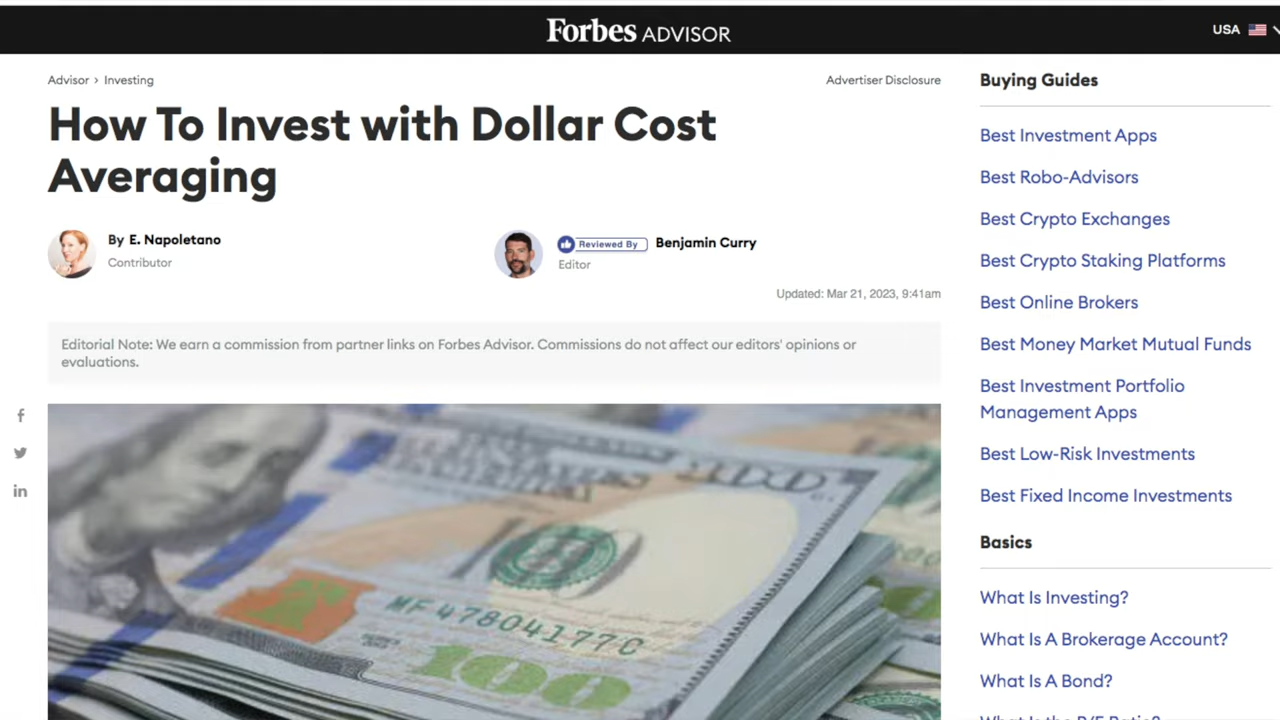 Forbes ADVISOR
USA
Advisor > Investing
Advertiser Disclosure
How To Invest with Dollar Cost
Averaging
By E. Napoletano
Contributor
Reviewed By Benjamin Curry
Editor
Updated: Mar 21, 2023, 9:41am
Editorial Note: We earn a commission from partner links on Forbes Advisor. Commissions do not affect our editors' opinions or
evaluations.
MF 47804177C
100
Buying Guides
Best Investment Apps
Best Robo-Advisors
Best Crypto Exchanges
Best Crypto Staking Platforms
Best Online Brokers
Best Money Market Mutual Funds
Best Investment Portfolio
Management Apps
Best Low-Risk Investments
Best Fixed Income Investments
Basics
What Is Investing?
What Is A Brokerage Account?
What Is A Bond?